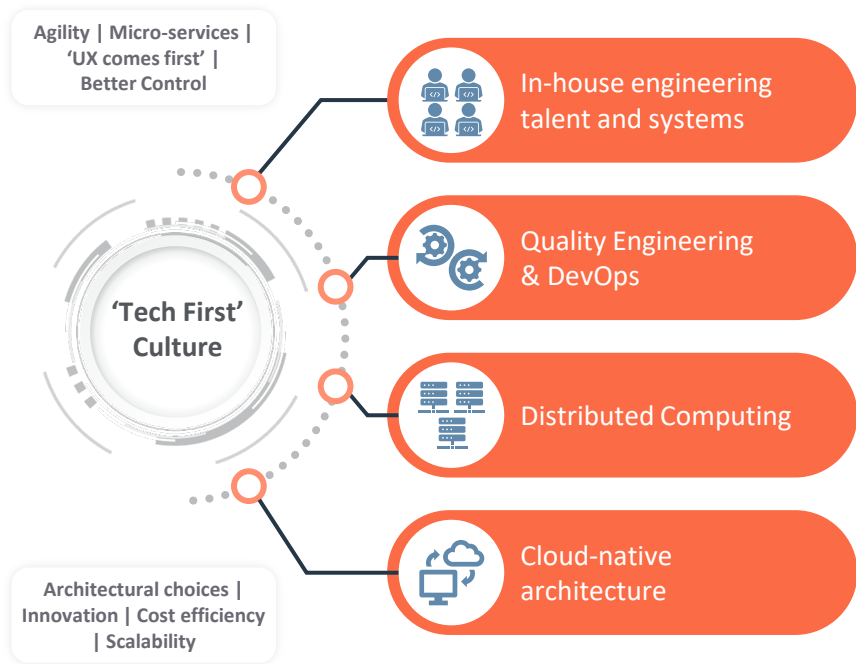 Agility | Micro-services |
‘UX comes first’ |
Better Control
In-house engineering
talent and systems
Quality Engineering
& DevOps
‘Tech First’
Culture
Distributed Computing
Cloud-native
architecture
Architectural choices |
Innovation | Cost efficiency
| Scalability